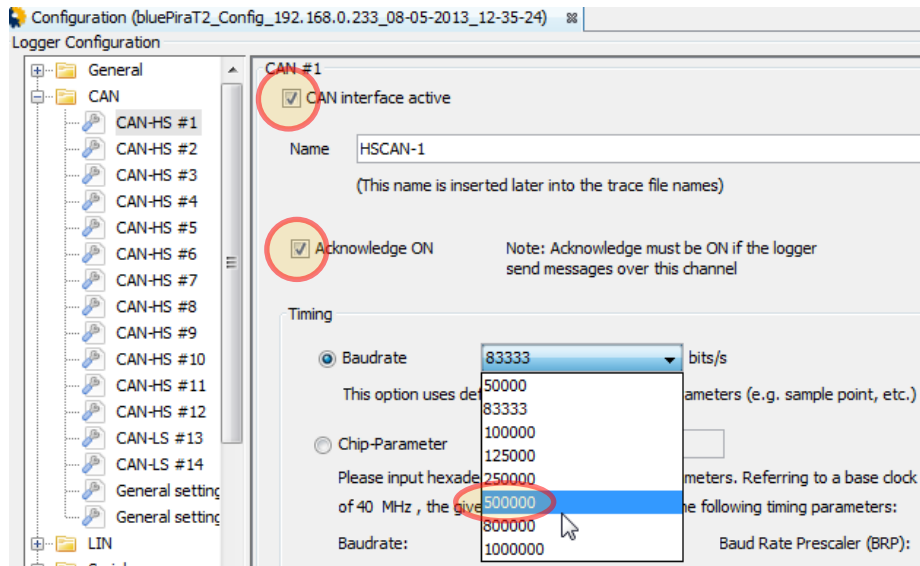 Configuration (bluePiraT2_Config_192.168.0.233_08-05-2013_12-35-24)
Logger Configuration
General
CAN
CAN-HS #1
CAN-HS #2
CAN-HS #3
CAN-HS #4
CAN-HS #5
CAN-HS #6
CAN-HS #7
CAN-HS #8
CAN-HS #9
CAN-HS #10
CAN-HS #11
CAN-HS #12
CAN-LS #13
CAN-LS #14
General setting
General setting
LIN
CAN #1
CAN interface active
Name HSCAN-1
(This name is inserted later into the trace file names)
Acknowledge ON
Note: Acknowledge must be ON if the logger
send messages over this channel
Timing
Baudrate 83333 bits/s
50000
83333
100000
125000
250000
500000
800000
1000000
This option uses def ameters (e.g. sample point, etc.)
Chip-Parameter
Please input hexade meters. Referring to a base clock
of 40 MHz , the give he following timing parameters:
Baudrate: Baud Rate Prescaler (BRP):